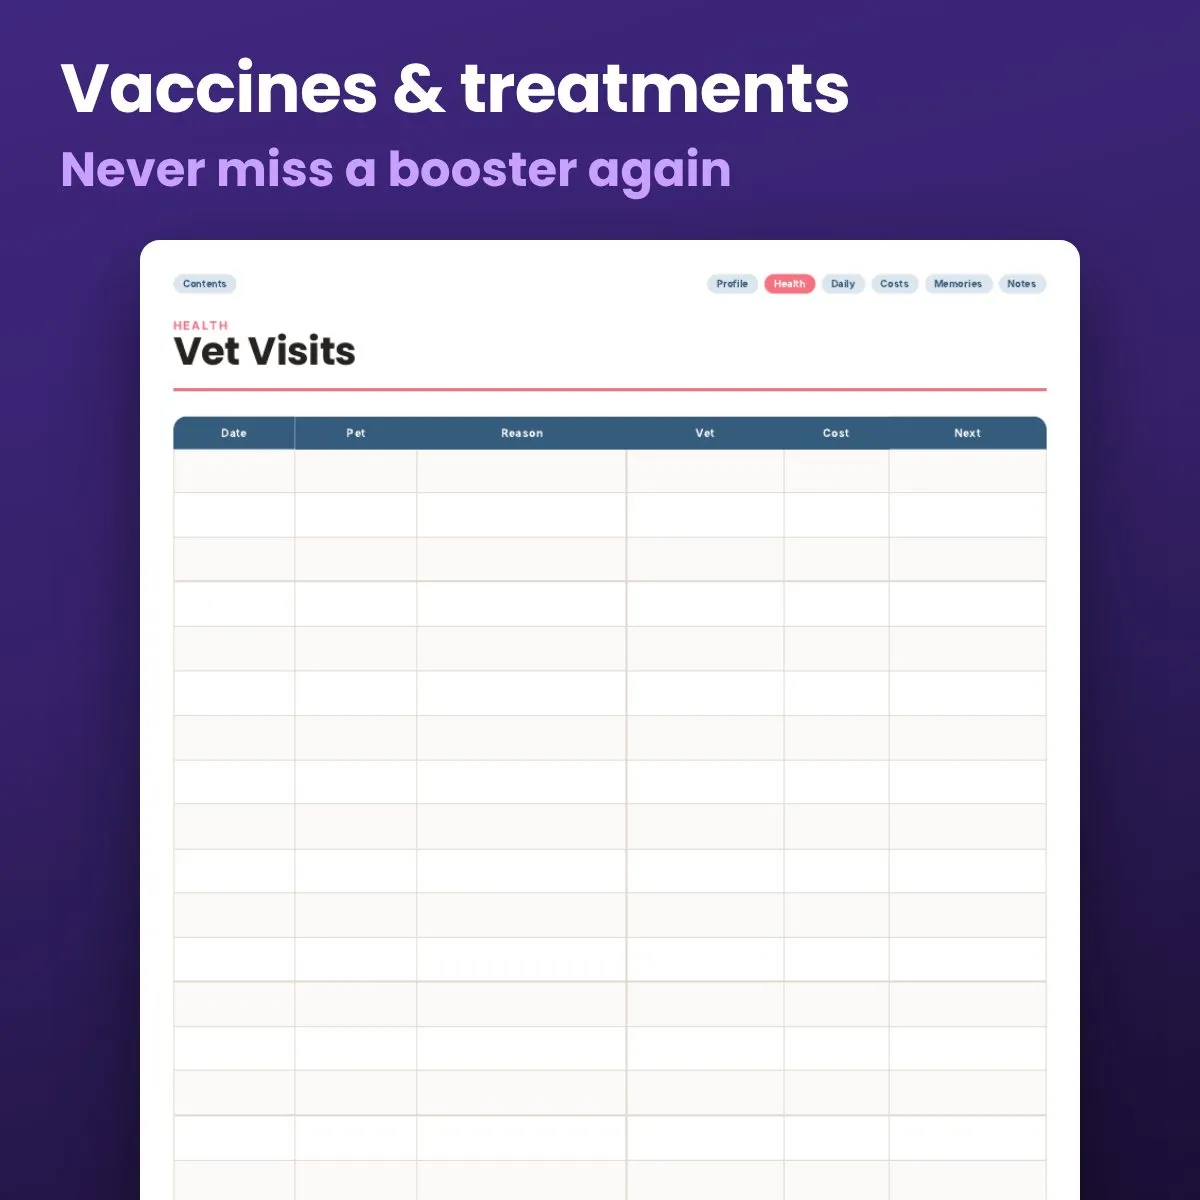 Vaccines & treatments
Never miss a booster again
Contents
Profile Health Daily Costs Memories Notes
HEALTH
Vet Visits
Date Pet Reason Vet Cost Next